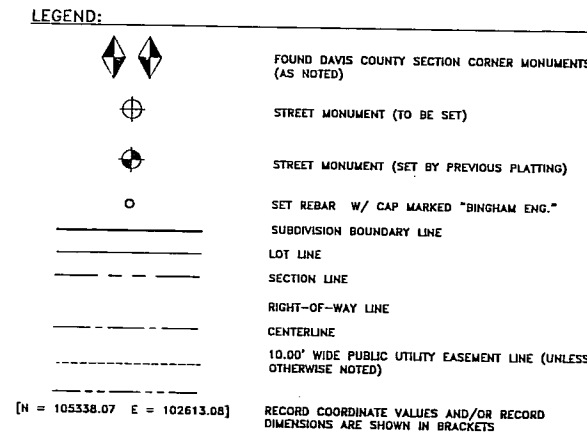 LEGEND:
FOUND DAVIS COUNTY SECTION CORNER MONUMENTS
(AS NOTED)
STREET MONUMENT (TO BE SET)
STREET MONUMENT (SET BY PREVIOUS PLATTING)
SET REBAR W/ CAP MARKED "BINGHAM ENG."
SUBDIVISION BOUNDARY LINE
LOT LINE
SECTION LINE
RIGHT-OF-WAY LINE
CENTERLINE
10.00' WIDE PUBLIC UTILITY EASEMENT LINE (UNLESS
OTHERWISE NOTED)
[N = 105338.07 E = 102613.08] RECORD COORDINATE VALUES AND/OR RECORD
DIMENSIONS ARE SHOWN IN BRACKETS